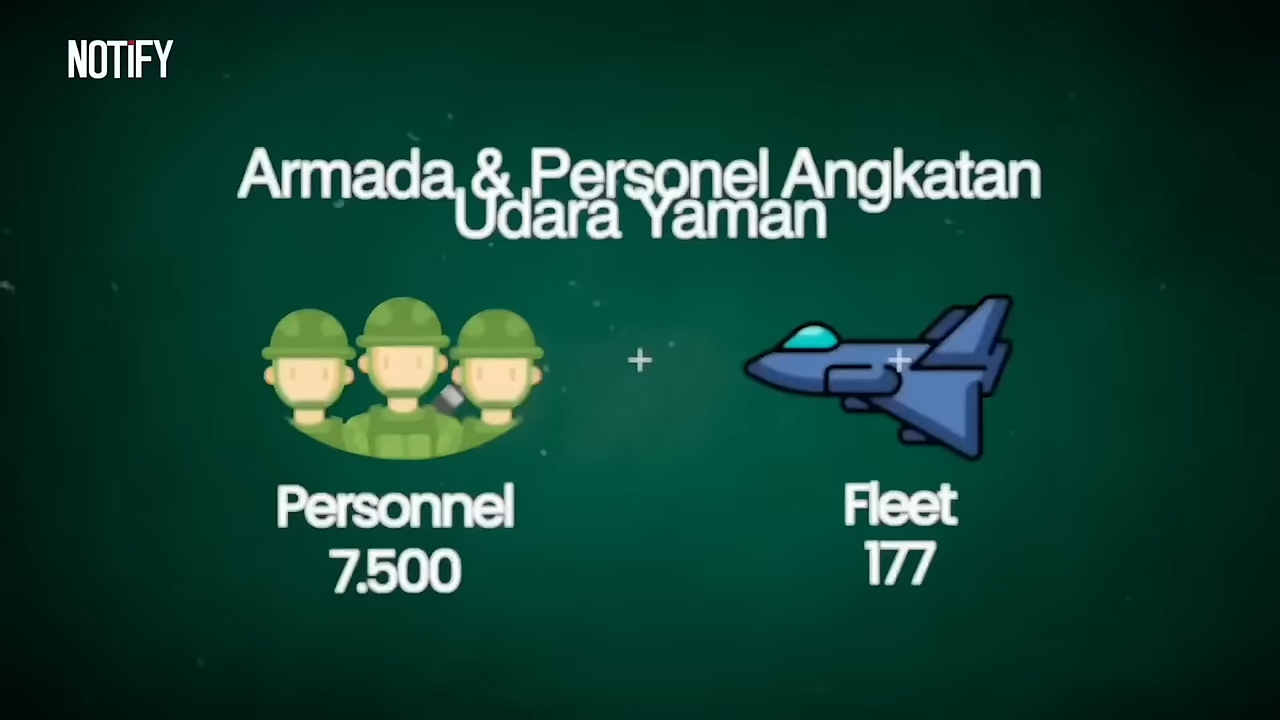 NOTiFY
Armada & Personel Angkatan
Udara Yaman
Personnel
7.500
Fleet
177